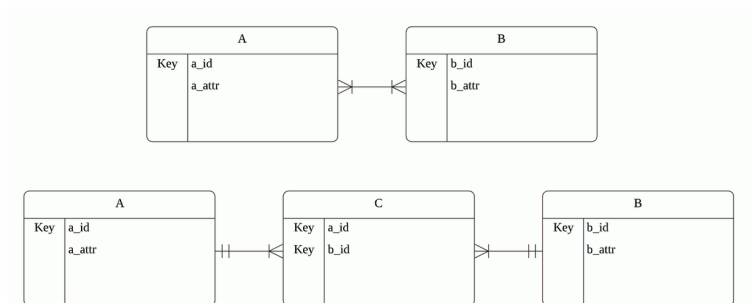 A
B
Key a_id
a_attr
Key b_id
b_attr
A
C
B
Key a_id
a_attr
Key a_id
Key b_id
Key b_id
b_attr